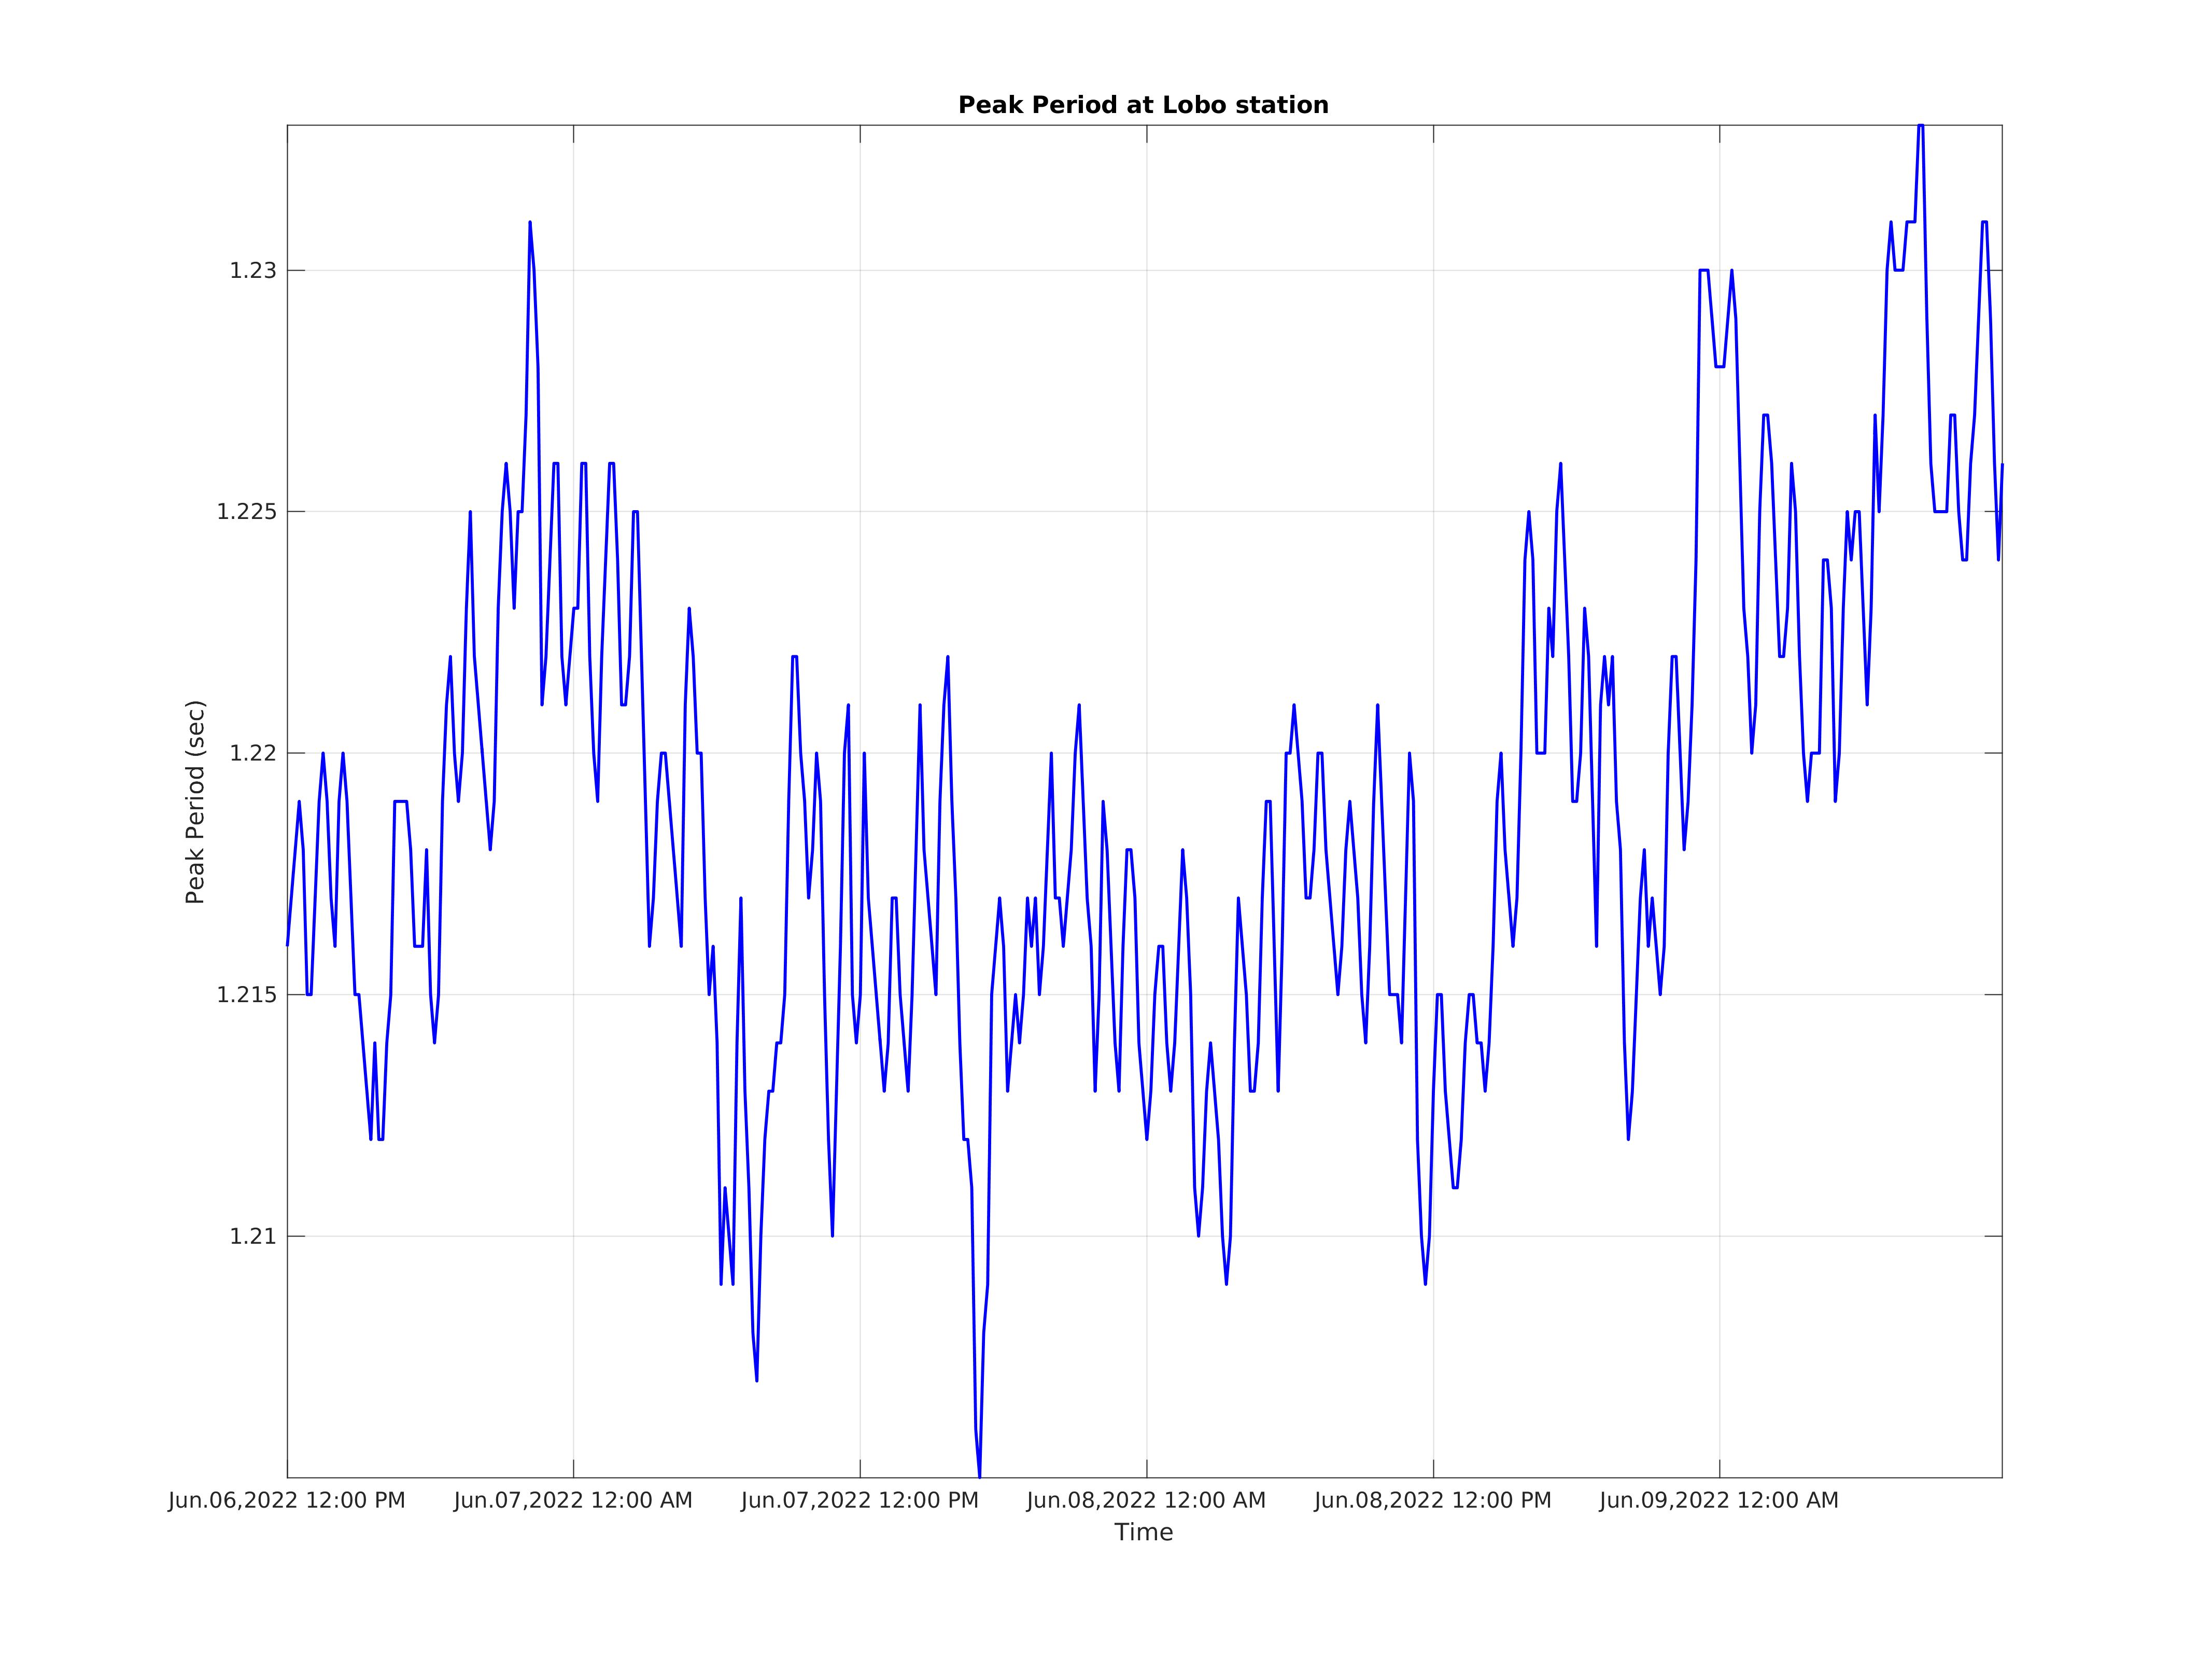 Peak Period at Lobo station
1.23
1.225
1.22
1.215
1.21
Peak Period (sec)
Jun.06,2022 12:00 PM
Jun.07,2022 12:00 AM
Jun.07,2022 12:00 PM
Jun.08,2022 12:00 AM
Jun.08,2022 12:00 PM
Jun.09,2022 12:00 AM
Time